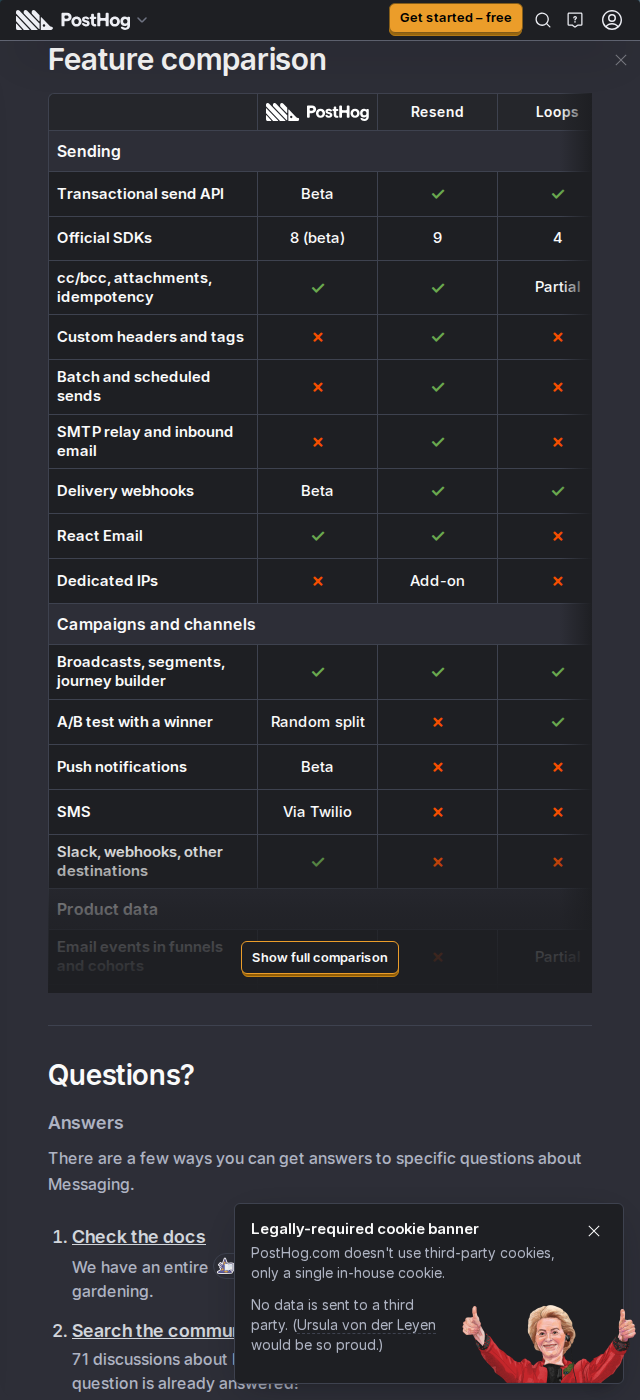 PostHog
Get started – free
Feature comparison
PostHog Resend Loops
Sending
Transactional send API Beta ✓ ✓
Official SDKs 8 (beta) 9 4
cc/bcc, attachments,
idempotency ✓ ✓ Partial
Custom headers and tags ✗ ✓ ✗
Batch and scheduled
sends ✗ ✓ ✗
SMTP relay and inbound
email ✗ ✓ ✗
Delivery webhooks Beta ✓ ✓
React Email ✓ ✓ ✗
Dedicated IPs ✗ Add-on ✗
Campaigns and channels
Broadcasts, segments,
journey builder ✓ ✓ ✓
A/B test with a winner Random split ✗ ✓
Push notifications Beta ✗ ✗
SMS Via Twilio ✗ ✗
Slack, webhooks, other
destinations ✓ ✗ ✗
Product data
Email events in funnels
and cohorts ✗ Partial
Show full comparison
Questions?
Answers
There are a few ways you can get answers to specific questions about
Messaging.
1. Check the docs
We have an entire
gardening.
2. Search the commu
71 discussions about
question is already answered!
Legally-required cookie banner
PostHog.com doesn't use third-party cookies,
only a single in-house cookie.
No data is sent to a third
party. (Ursula von der Leyen
would be so proud.)